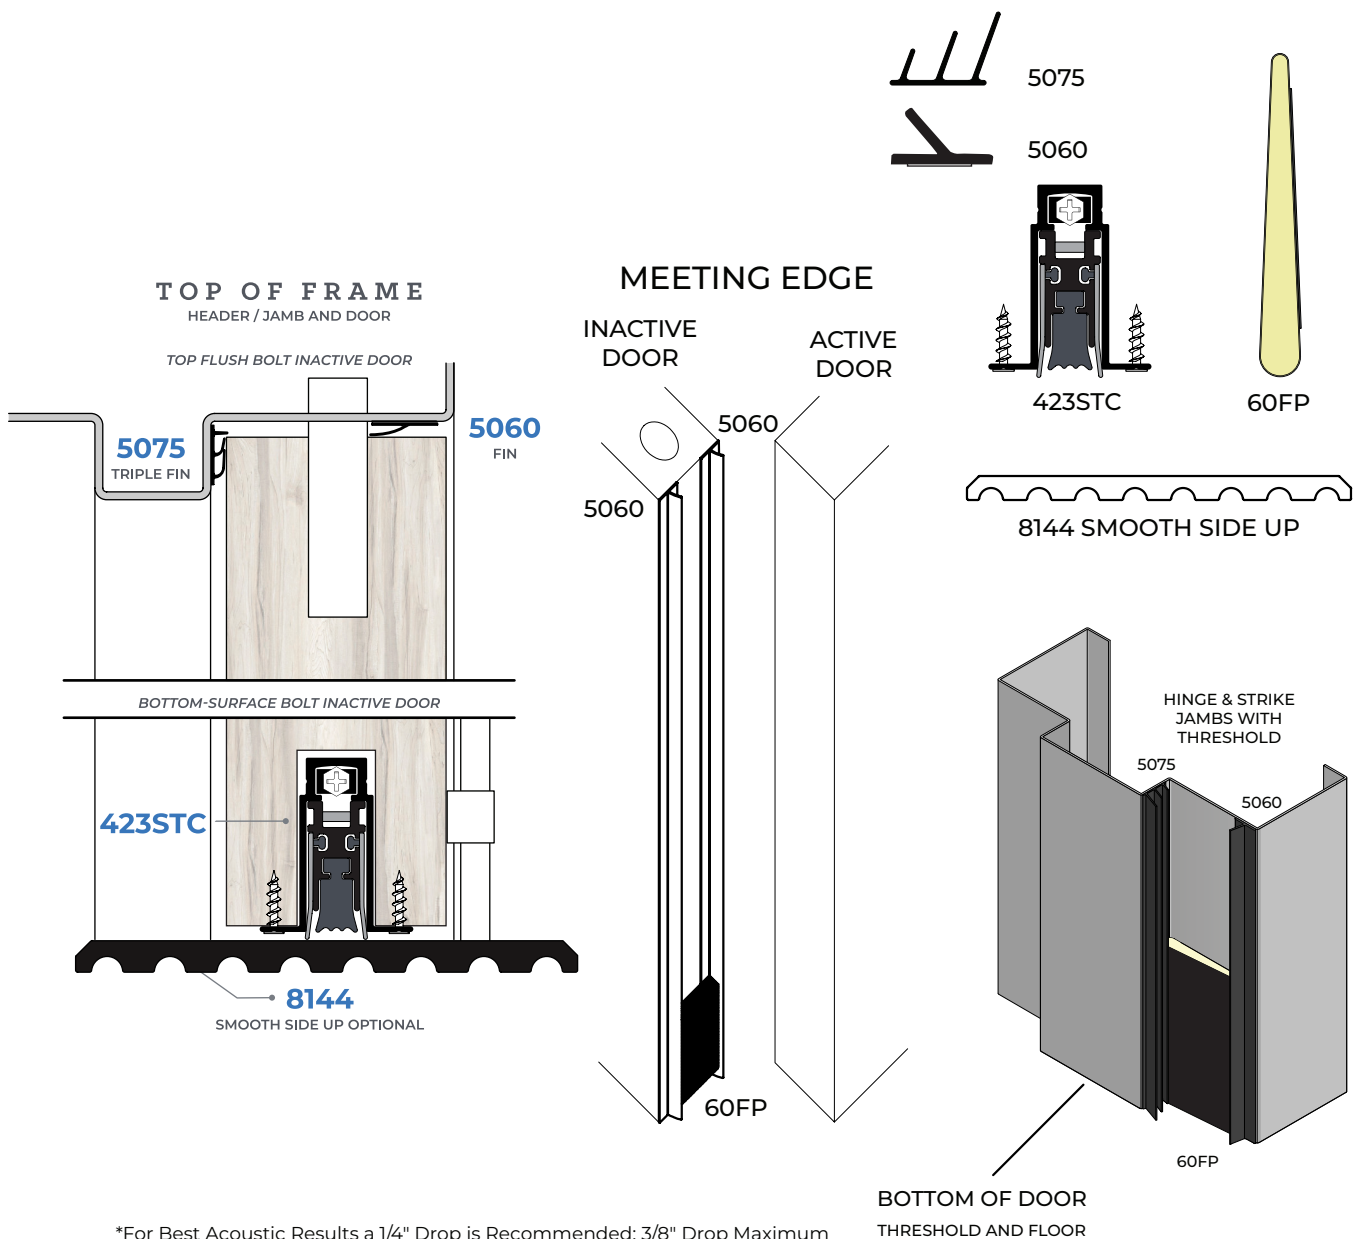 5075
5060
423STC
60FP
8144 SMOOTH SIDE UP
TOP OF FRAME
HEADER / JAMB AND DOOR
TOP FLUSH BOLT INACTIVE DOOR
5075
TRIPLE FIN
5060
FIN
BOTTOM-SURFACE BOLT INACTIVE DOOR
423STC
8144
SMOOTH SIDE UP OPTIONAL
MEETING EDGE
INACTIVE
DOOR
ACTIVE
DOOR
5060
5060
60FP
HINGE & STRIKE
JAMBS WITH
THRESHOLD
5075
5060
60FP
BOTTOM OF DOOR
THRESHOLD AND FLOOR
*For Best Acoustic Results a 1/4" Drop is Recommended; 3/8" Drop Maximum